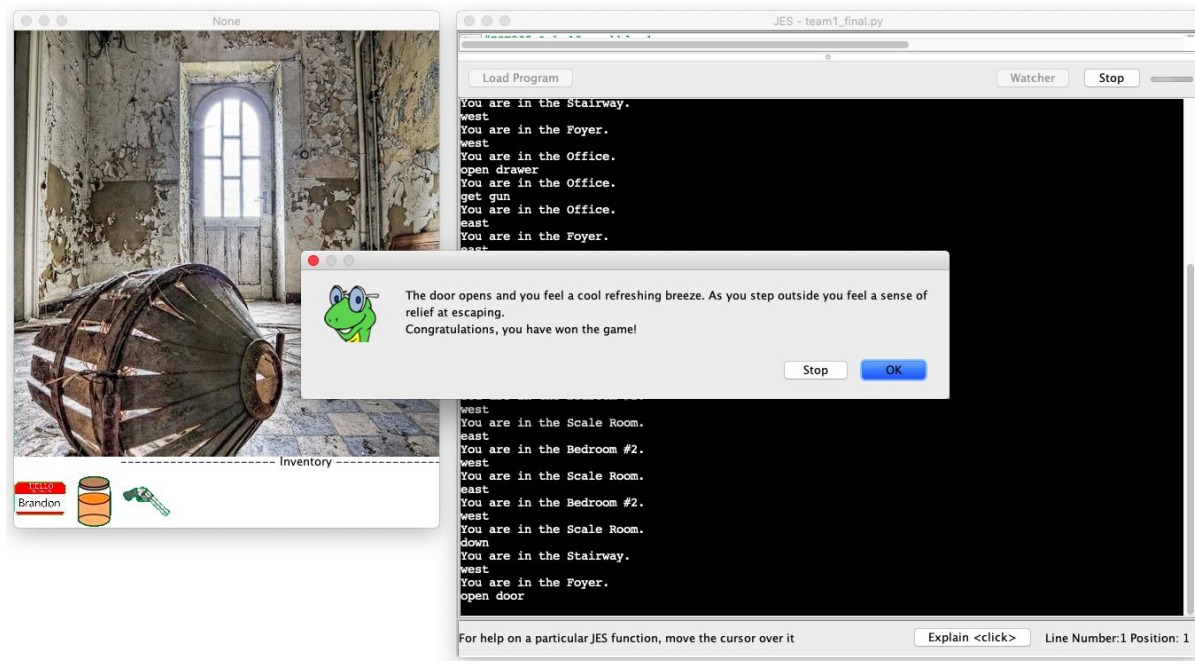 None
---------------------- Inventory ---------------
HELLO
Brandon
JES - team1_final.py
Load Program
Watcher
Stop
You are in the Stairway.
west
You are in the Foyer.
west
You are in the Office.
open drawer
You are in the Office.
get gun
You are in the Office.
east
You are in the Foyer.
east
The door opens and you feel a cool refreshing breeze. As you step outside you feel a sense of
relief at escaping.
Congratulations, you have won the game!
Stop
OK
west
You are in the Scale Room.
east
You are in the Bedroom #2.
west
You are in the Scale Room.
east
You are in the Bedroom #2.
west
You are in the Scale Room.
down
You are in the Stairway.
west
You are in the Foyer.
open door
For help on a particular JES function, move the cursor over it
Explain <click>
Line Number:1 Position: 1